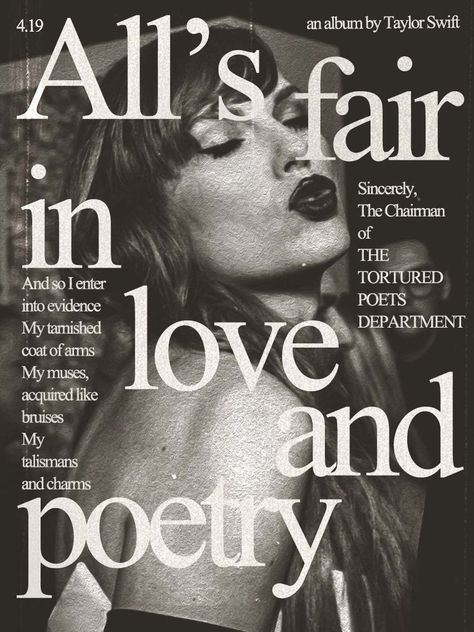 4.19
an album by Taylor Swift
All's
fair
in
love
and
poetry
Sincerely,
The Chairman
of
THE
TORTURED
POETS
DEPARTMENT
And so I enter
into evidence
My tarnished
coat of arms
My muses,
acquired like
bruises
My
talismans
and charms